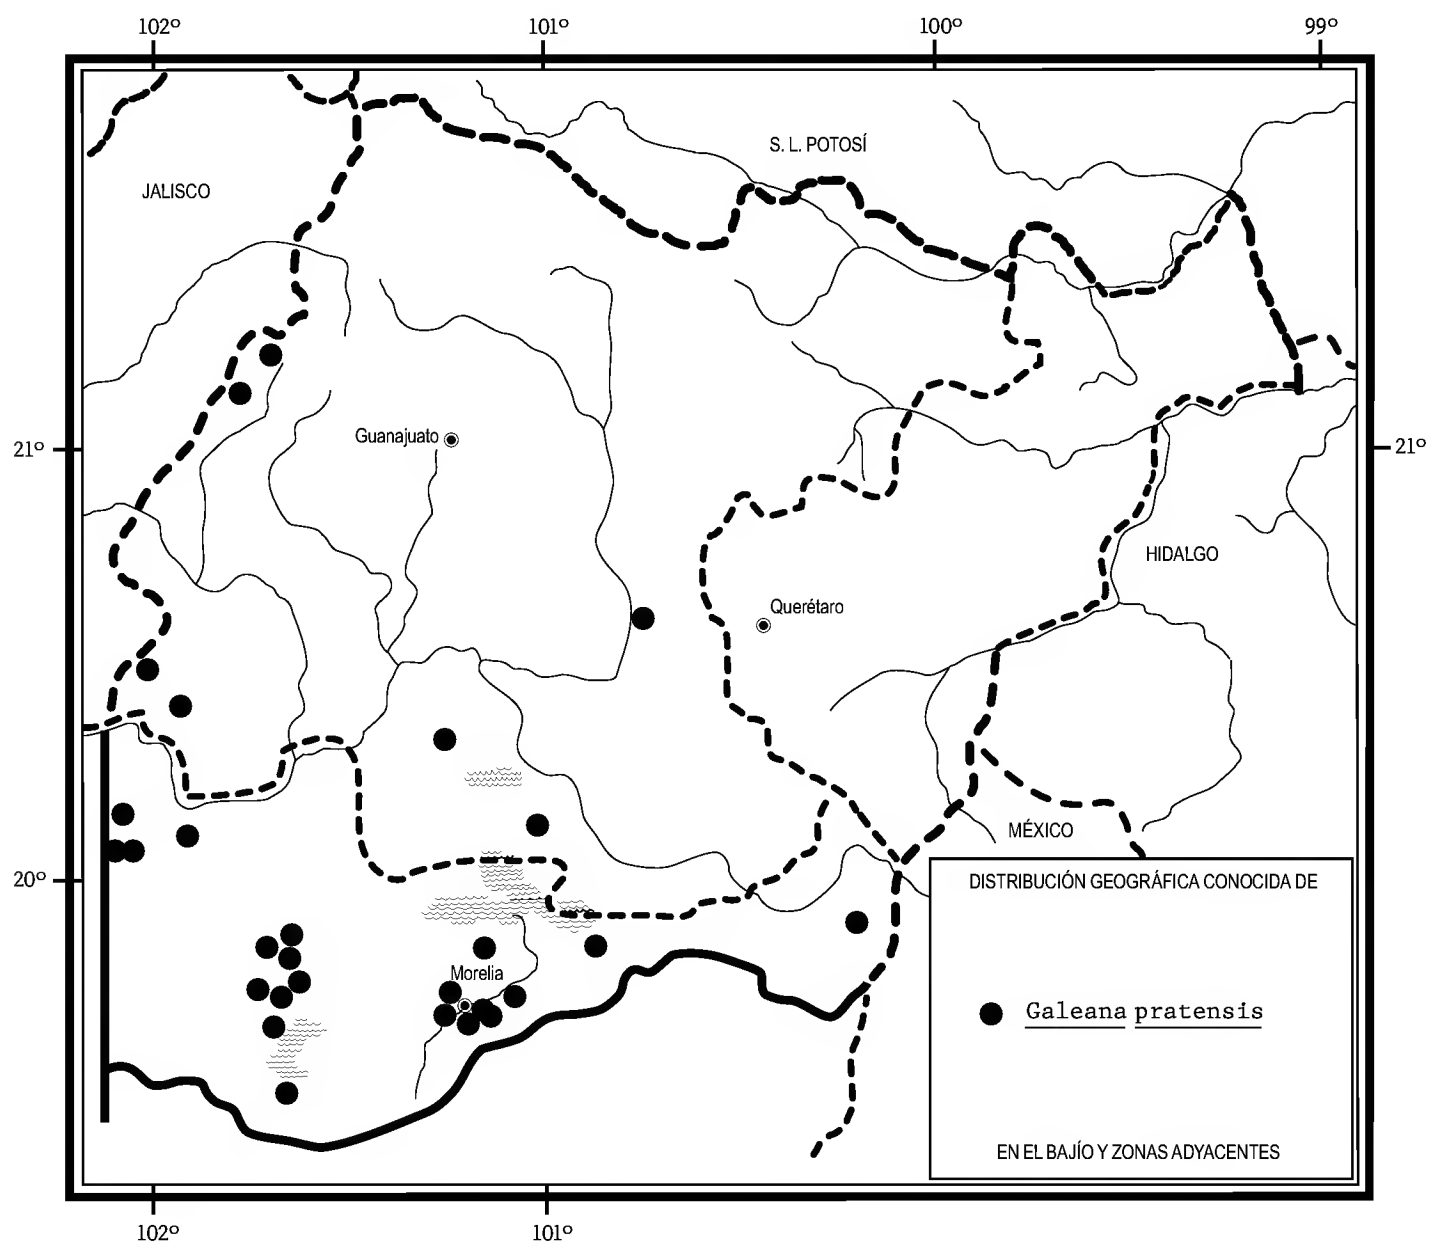 102º 101º 100º 99º
S. L. POTOSÍ
JALISCO
Guanajuato
21º 21º
HIDALGO
Querétaro
MÉXICO
20º
DISTRIBUCIÓN GEOGRÁFICA CONOCIDA DE
Morelia
Galeana pratensis
EN EL BAJÍO Y ZONAS ADYACENTES
102º 101º